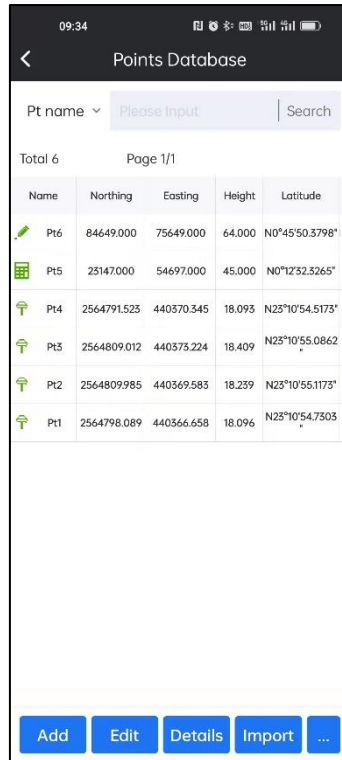 09:34
Points Database
Pt name Please Input Search
Total 6 Page 1/1
Name Northing Easting Height Latitude
Pt6 84649.000 75649.000 64.000 N0°45'50.3798"
Pt5 23147.000 54697.000 45.000 N0°12'32.3265"
Pt4 2564791.523 440370.345 18.093 N23°10'54.5173"
Pt3 2564809.012 440373.224 18.409 N23°10'55.0862
"
Pt2 2564809.985 440369.583 18.239 N23°10'55.1173"
Pt1 2564798.089 440366.658 18.096 N23°10'54.7303
"
Add Edit Details Import ...